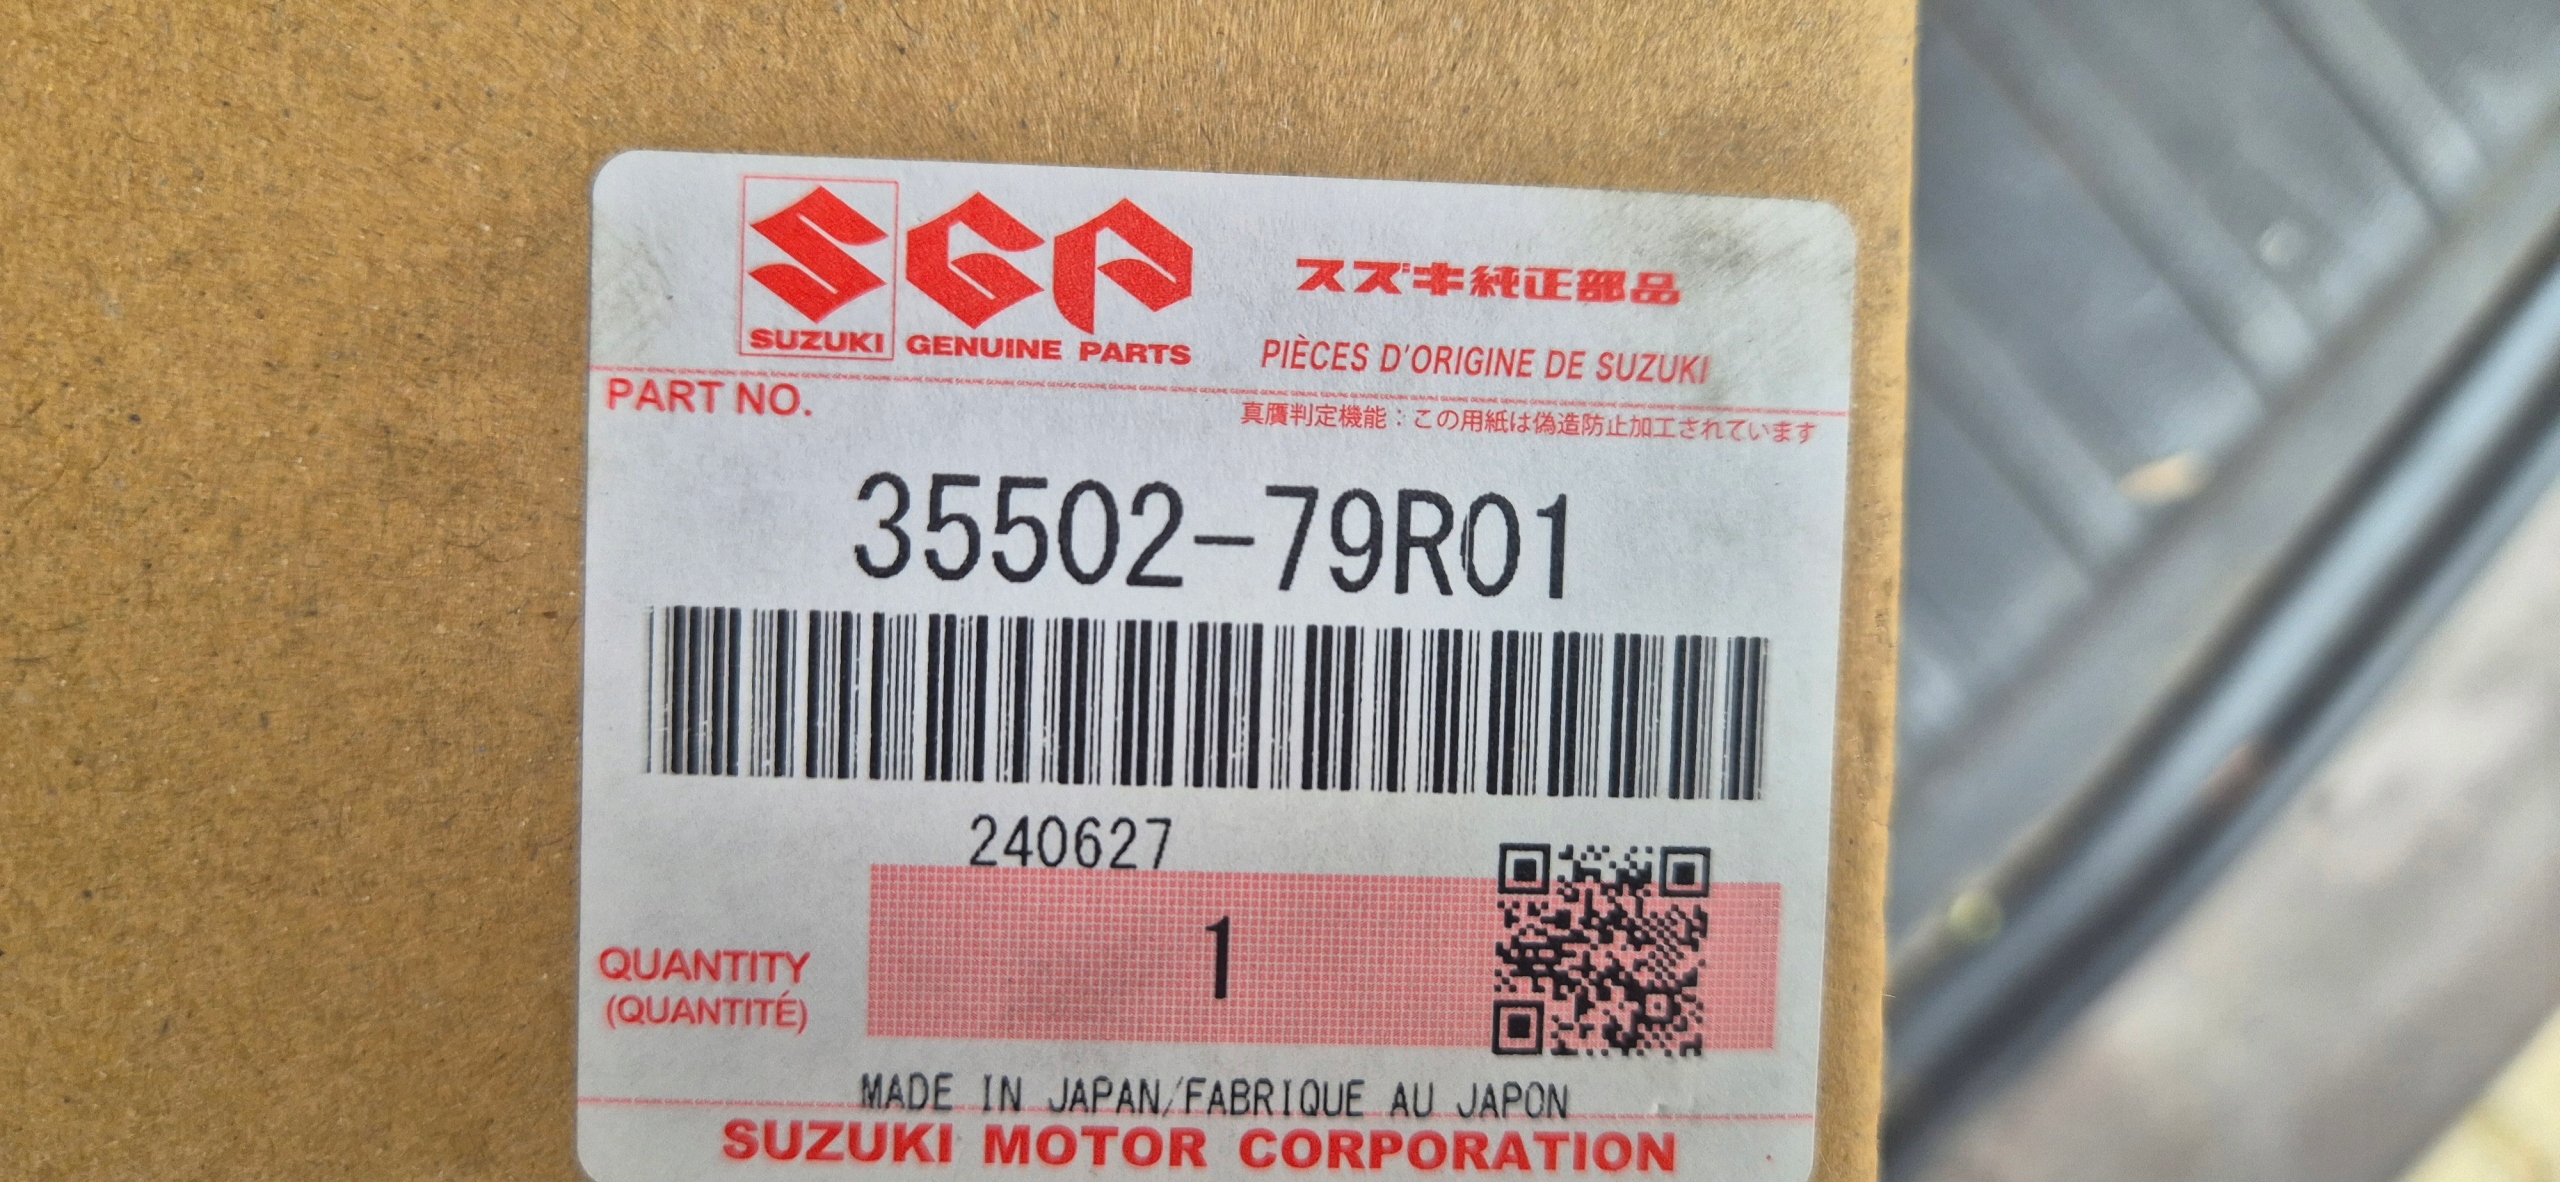 SGP スズキ純正部品
SUZUKI GENUINE PARTS PIÈCES D'ORIGINE DE SUZUKI
PART NO.
真贋判定機能：この用紙は偽造防止加工されています
35502-79R01
240627
1
QUANTITY
(QUANTITÉ)
MADE IN JAPAN/FABRIQUE AU JAPON
SUZUKI MOTOR CORPORATION